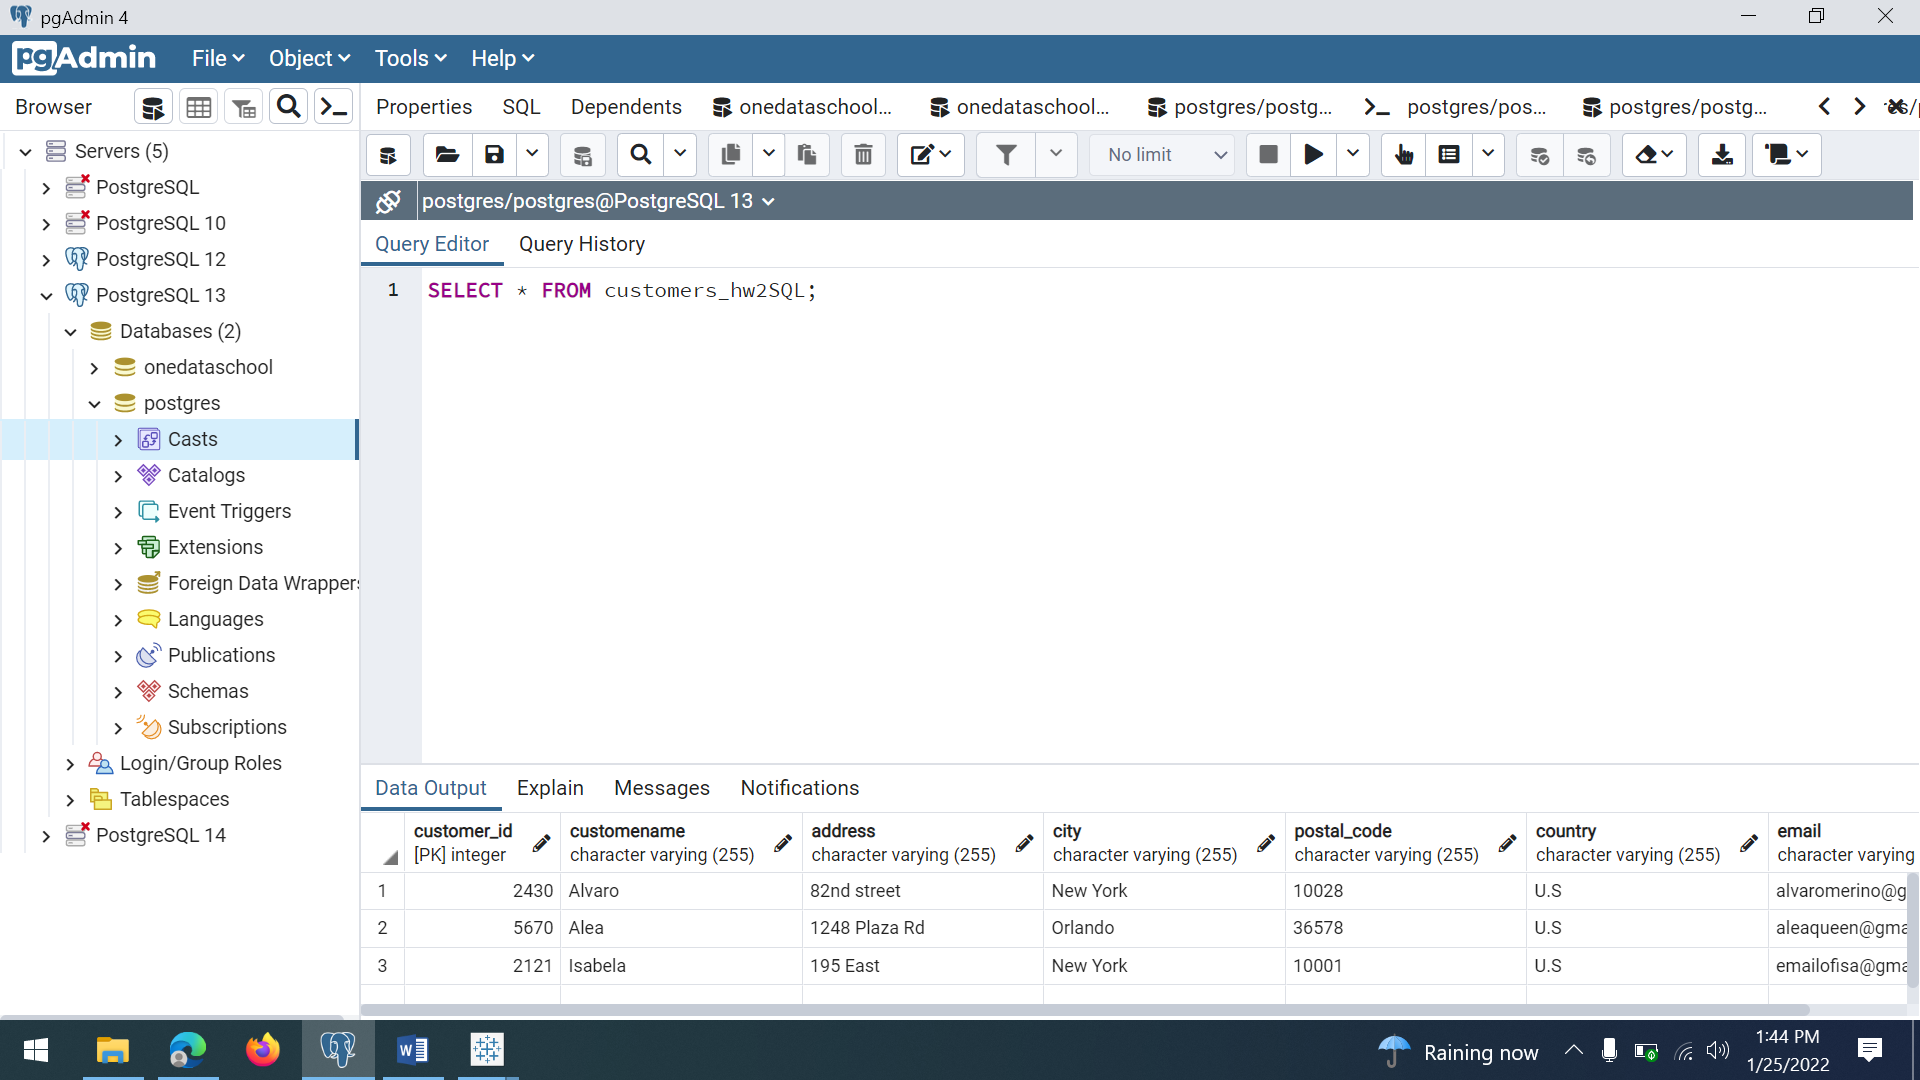 pgAdmin 4
pgAdmin File Object Tools Help
Browser
Properties SQL Dependents onedataschool... onedataschool... postgres/postg... postgres/pos... postgres/postg...
Servers (5)
PostgreSQL
PostgreSQL 10
PostgreSQL 12
PostgreSQL 13
Databases (2)
onedataschool
postgres
Casts
Catalogs
Event Triggers
Extensions
Foreign Data Wrappers
Languages
Publications
Schemas
Subscriptions
Login/Group Roles
Tablespaces
PostgreSQL 14
No limit
postgres/postgres@PostgreSQL 13
Query Editor Query History
1 SELECT * FROM customers_hw2SQL;
Data Output Explain Messages Notifications
customer_id customename address city postal_code country email
[PK] integer character varying (255) character varying (255) character varying (255) character varying (255) character varying (255) character varying
1 2430 Alvaro 82nd street New York 10028 U.S alvaromerino@g
2 5670 Alea 1248 Plaza Rd Orlando 36578 U.S aleaqueen@gma
3 2121 Isabela 195 East New York 10001 U.S emailofisa@gma
Raining now
1:44 PM
1/25/2022